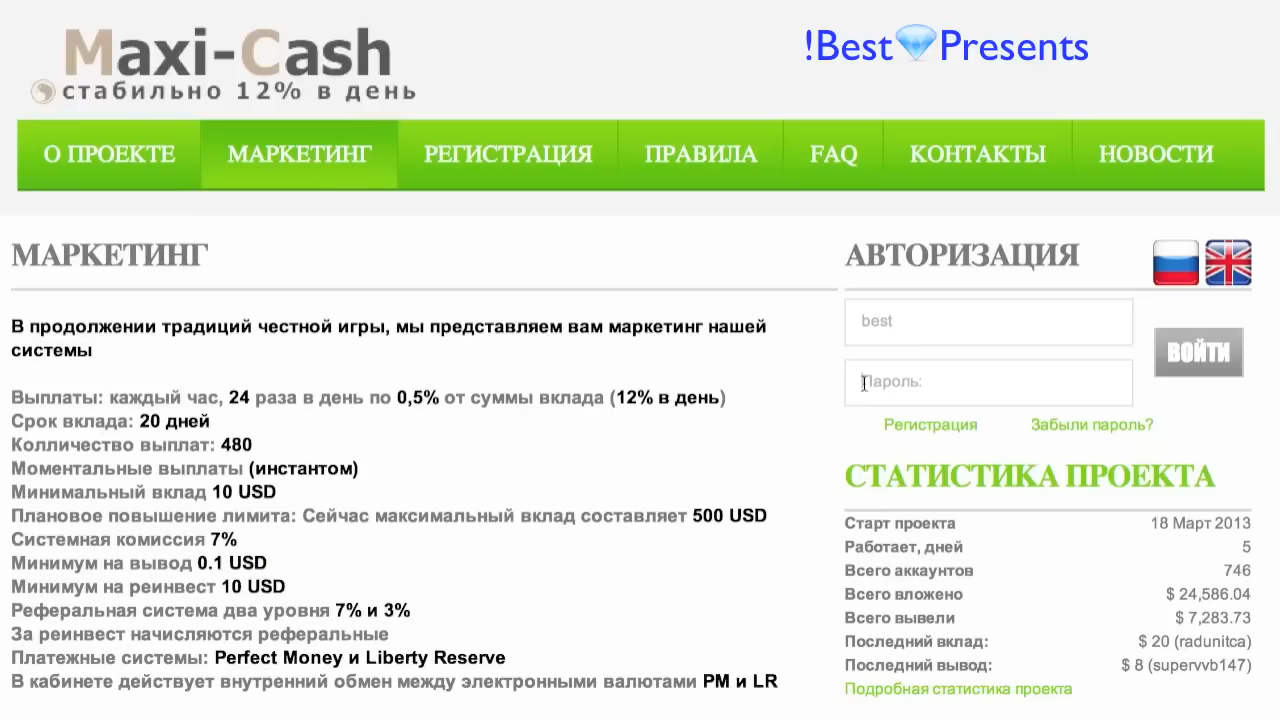 Maxi-Cash
стабильно 12% в день
!Best💎Presents
О ПРОЕКТЕ МАРКЕТИНГ РЕГИСТРАЦИЯ ПРАВИЛА FAQ КОНТАКТЫ НОВОСТИ
МАРКЕТИНГ
В продолжении традиций честной игры, мы представляем вам маркетинг нашей
системы
Выплаты: каждый час, 24 раза в день по 0,5% от суммы вклада (12% в день)
Срок вклада: 20 дней
Колличество выплат: 480
Моментальные выплаты (инстантом)
Минимальный вклад 10 USD
Плановое повышение лимита: Сейчас максимальный вклад составляет 500 USD
Системная комиссия 7%
Минимум на вывод 0.1 USD
Минимум на реинвест 10 USD
Реферальная система два уровня 7% и 3%
За реинвест начисляются реферальные
Платежные системы: Perfect Money и Liberty Reserve
В кабинете действует внутренний обмен между электронными валютами PM и LR
АВТОРИЗАЦИЯ
best
Пароль:
ВОЙТИ
Регистрация Забыли пароль?
СТАТИСТИКА ПРОЕКТА
Старт проекта 18 Март 2013
Работает, дней 5
Всего аккаунтов 746
Всего вложено $ 24,586.04
Всего вывели $ 7,283.73
Последний вклад: $ 20 (radunitca)
Последний вывод: $ 8 (supervvb147)
Подробная статистика проекта